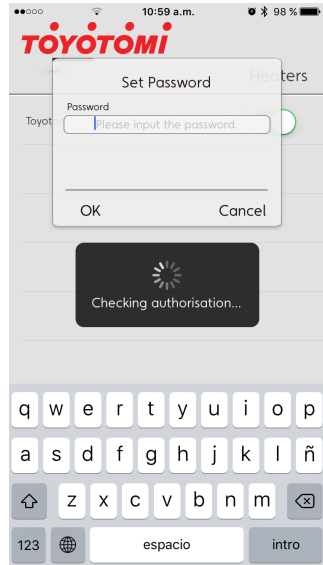 10:59 a.m.
98 %
TOYOTOMI
Set Password
Heaters
Password
Toyot
Please input the password.
OK
Cancel
Checking authorisation...
q w e r t y u i o p
a s d f g h j k l ñ
z x c v b n m
123
espacio
intro